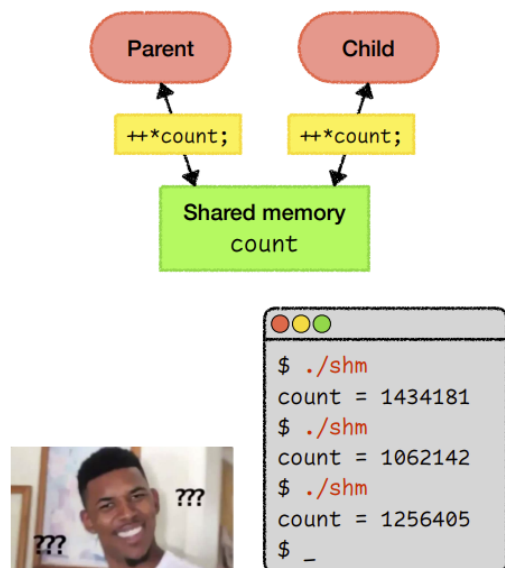 Parent
Child
++*count;
++*count;
Shared memory
count
$ ./shm
count = 1434181
$ ./shm
count = 1062142
$ ./shm
count = 1256405
$ _
???
???